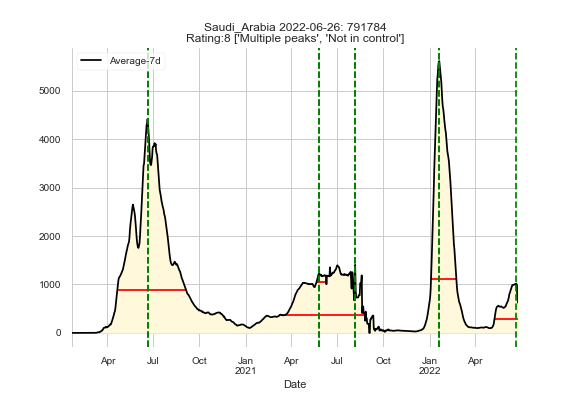 Saudi_Arabia 2022-06-26: 791784
Rating:8 ['Multiple peaks', 'Not in control']
Average-7d
5000
4000
3000
2000
1000
0
Apr Jul Oct Jan Apr Jul Oct Jan Apr
2021 2022
Date